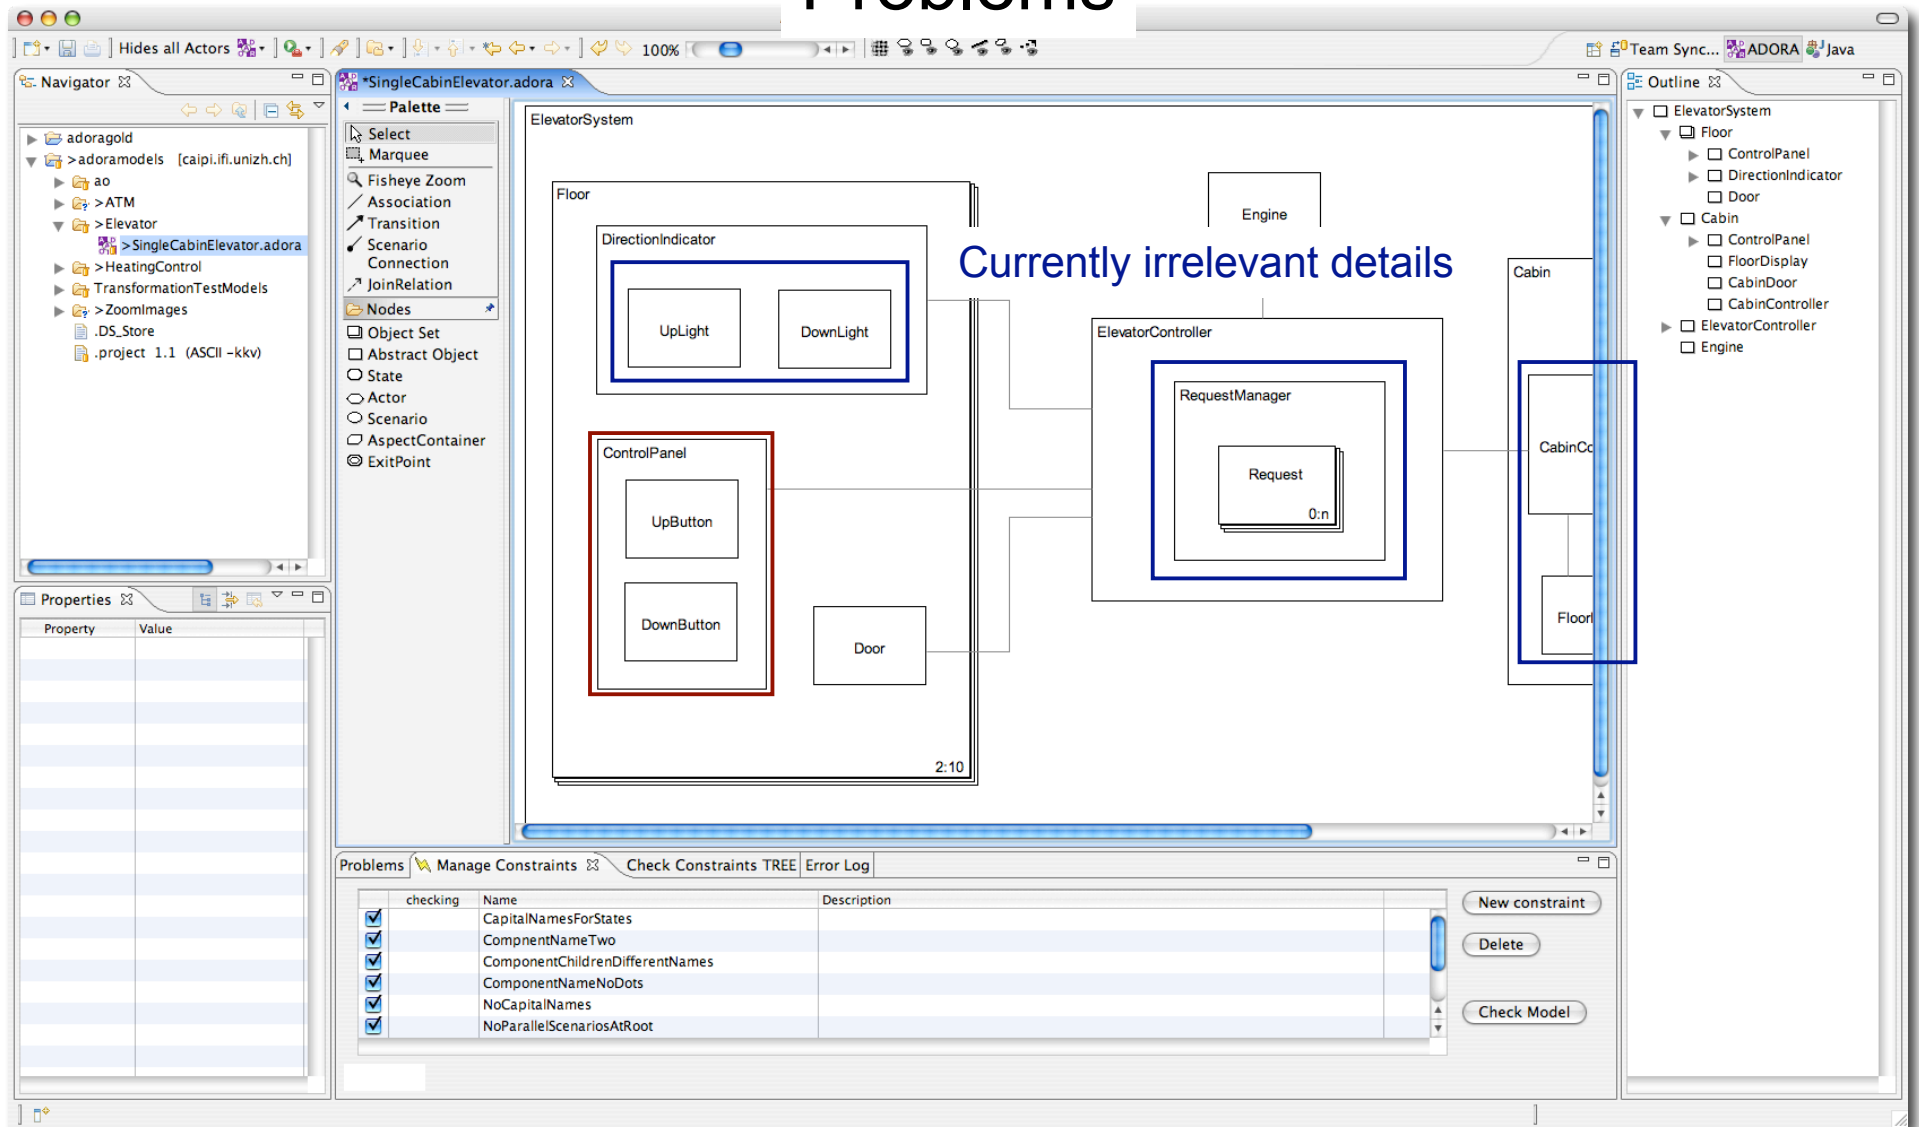 Problems
Hides all Actors
100%
Team Sync...
ADORA
Java
Navigator
adoragold
>adoramodels [caipi.ifi.unizh.ch]
ao
>ATM
>Elevator
>SingleCabinElevator.adora
>HeatingControl
TransformationTestModels
>ZoomImages
.DS_Store
.project 1.1 (ASCII -kkv)
Properties
Property Value
*SingleCabinElevator.adora
Palette
Select
Marquee
Fisheye Zoom
Association
Transition
Scenario
Connection
JoinRelation
Nodes
Object Set
Abstract Object
State
Actor
Scenario
AspectContainer
ExitPoint
ElevatorSystem
Floor
DirectionIndicator
UpLight
DownLight
ControlPanel
UpButton
DownButton
Door
2:10
Engine
Currently irrelevant details
ElevatorController
RequestManager
Request
0:n
Cabin
CabinCo
Floor
Outline
ElevatorSystem
Floor
ControlPanel
DirectionIndicator
Door
Cabin
ControlPanel
FloorDisplay
CabinDoor
CabinController
ElevatorController
Engine
Problems Manage Constraints Check Constraints TREE Error Log
checking Name Description
CapitalNamesForStates
CompnentNameTwo
ComponentChildrenDifferentNames
ComponentNameNoDots
NoCapitalNames
NoParallelScenariosAtRoot
New constraint
Delete
Check Model